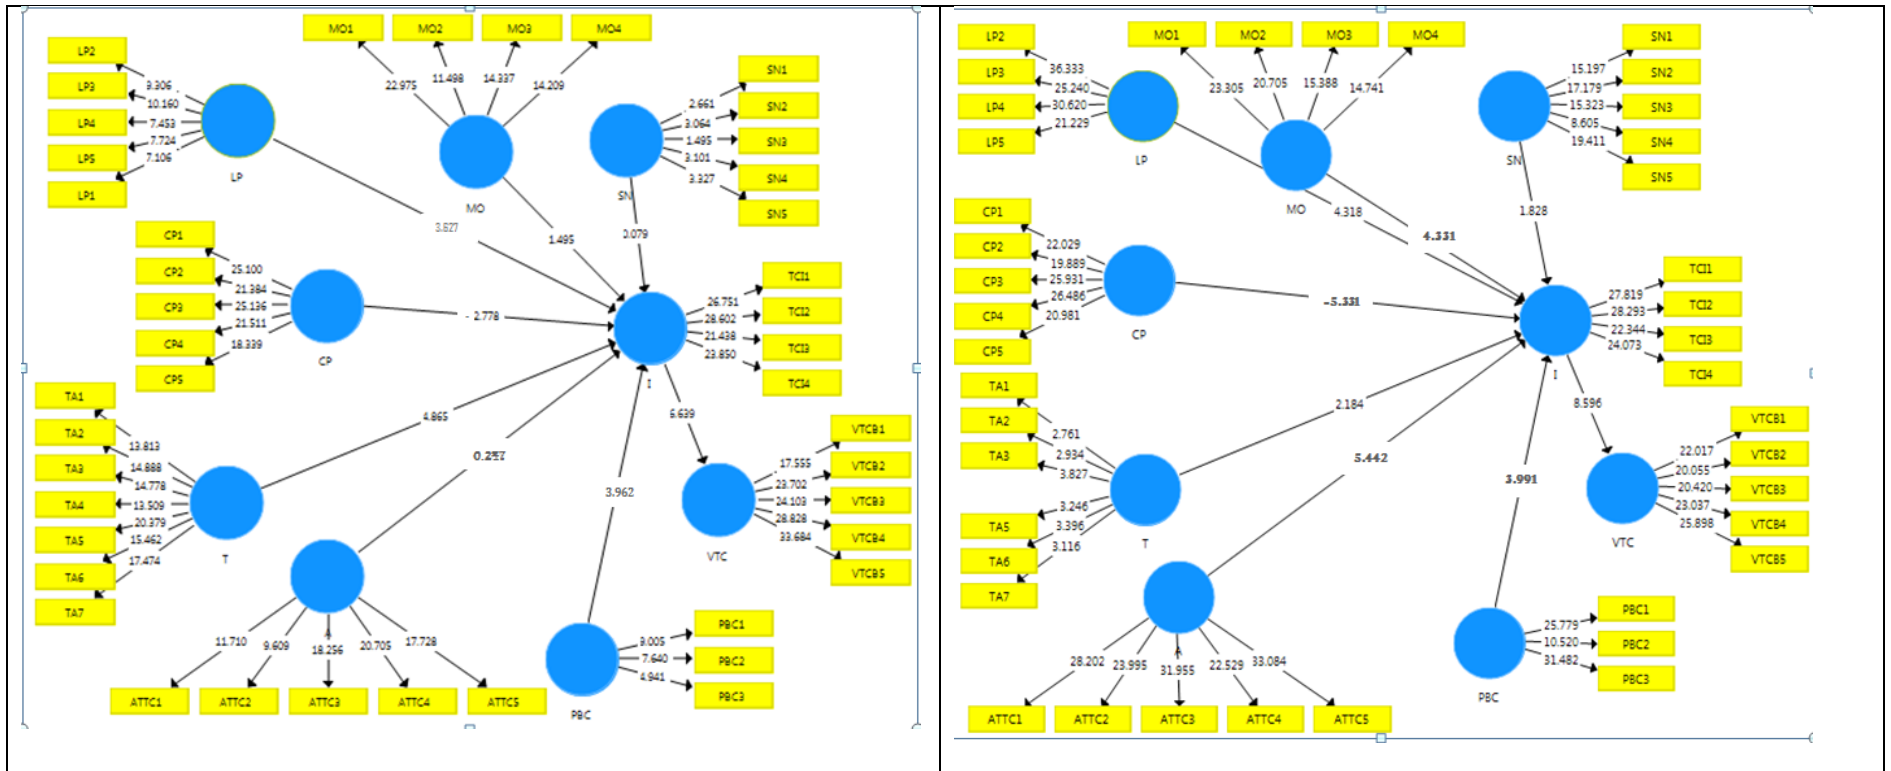 MO1 MO2 MO3 MO4
LP2
LP3
LP4
LP5
LP1
10.160
7.453
7.724
7.106
LP
22.975 11.498 14.337 14.209
MO
SN1
SN2
SN3
SN4
SN5
2.661
3.064
1.495
3.101
3.327
SN
3.627
1.495
CP1
CP2
CP3
CP4
CP5
25.100
21.384
25.136
21.511
18.339
CP
- 2.778
TCI1
TCI2
TCI3
TCI4
26.751
28.602
21.438
23.850
I
TA1
TA2
TA3
TA4
TA5
TA6
TA7
13.813
14.888
14.778
13.509
20.379
15.462
17.474
T
4.865
3.962
6.639
VTCB1
VTCB2
VTCB3
VTCB4
VTCB5
17.555
23.702
24.103
28.828
33.684
VTC
A
11.710 9.609 18.256 20.705 17.728
ATTC1 ATTC2 ATTC3 ATTC4 ATTC5
PBC1
PBC2
PBC3
7.640
4.941
PBC
LP2
LP3
LP4
LP5
36.333
25.240
30.620
21.229
LP
MO1 MO2 MO3 MO4
23.305 20.705 15.388 14.741
MO
SN1
SN2
SN3
SN4
SN5
15.197
17.179
15.323
8.605
19.411
SN
4.318
4.331
1.828
CP1
CP2
CP3
CP4
CP5
22.029
19.889
25.931
26.486
20.981
CP
-5.331
TCI1
TCI2
TCI3
TCI4
27.819
28.293
22.344
24.073
I
TA1
TA2
TA3
TA5
TA6
TA7
2.761
2.934
3.827
3.246
3.396
3.116
T
2.184
5.442
3.991
8.596
VTCB1
VTCB2
VTCB3
VTCB4
VTCB5
22.017
20.055
20.420
23.037
25.898
VTC
A
28.202 23.995 31.955 22.529 33.084
ATTC1 ATTC2 ATTC3 ATTC4 ATTC5
PBC1
PBC2
PBC3
25.779
10.520
31.482
PBC